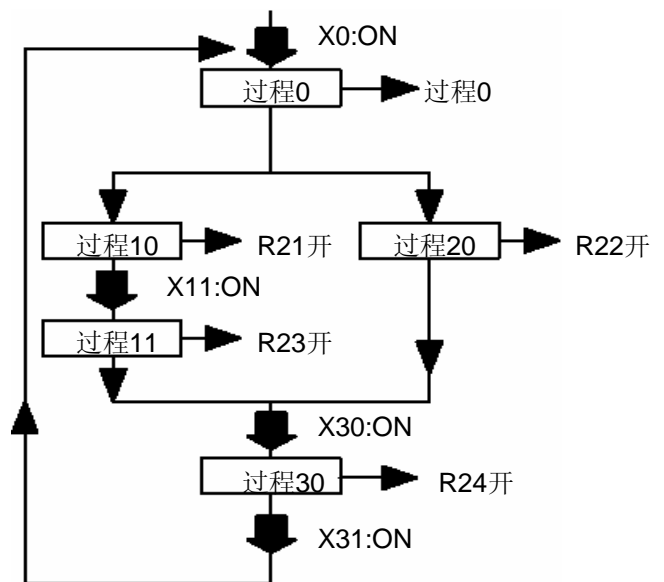 X0:ON
过程0
过程0
过程10
R21开
过程20
R22开
X11:ON
过程11
R23开
X30:ON
过程30
R24开
X31:ON